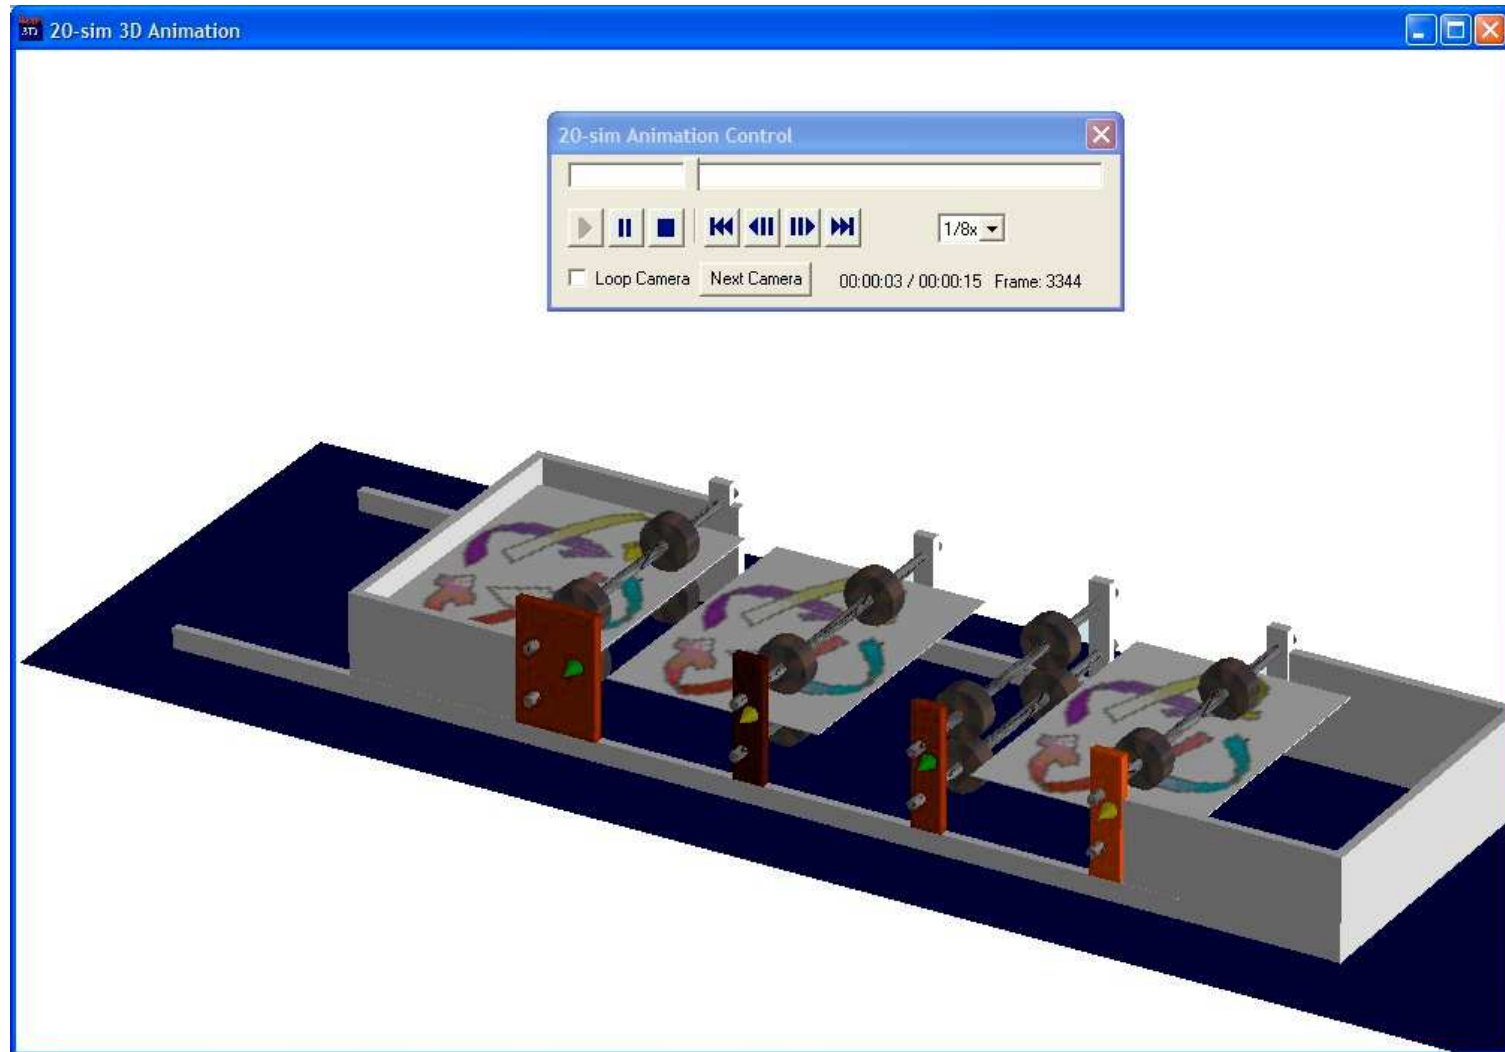 20-sim 3D Animation
20-sim Animation Control
1/8x
Loop Camera Next Camera 00:00:03 / 00:00:15 Frame: 3344